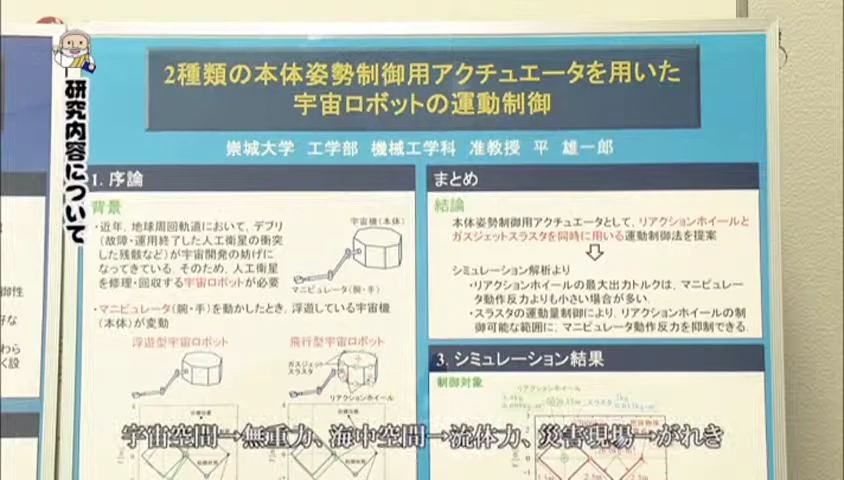 研究内容について
2種類の本体姿勢制御用アクチュエータを用いた
宇宙ロボットの運動制御
崇城大学 工学部 機械工学科 准教授 平 雄一郎
1. 序論
背景
・近年、地球周回軌道において、デブリ
(故障・運用終了した人工衛星の衝突
した残骸など)が宇宙開発の妨げに
なってきている。そのため、人工衛星
を修理・回収する宇宙ロボットが必要
宇宙機(本体)
マニピュレータ(腕・手)
・マニピュレータ(腕・手)を動かしたとき、浮遊している宇宙機
(本体)が変動
浮遊型宇宙ロボット
飛行型宇宙ロボット
ガスジェット
スラスタ
リアクションホイール
まとめ
結論
本体姿勢制御用アクチュエータとして、リアクションホイールと
ガスジェットスラスタを同時に用いる運動制御法を提案
シミュレーション解析より
・リアクションホイールの最大出力トルクは、マニピュレー
タ動作反力よりも小さい場合が多い.
・スラスタの運動量制御により、リアクションホイールの制
御可能な範囲に、マニピュレータ動作反力を抑制できる.
3. シミュレーション結果
制御対象
リアクションホイール
スラスタ
御性
な
わら
く設
宇宙空間→無重力、海中空間→流体力、災害現場→がれき